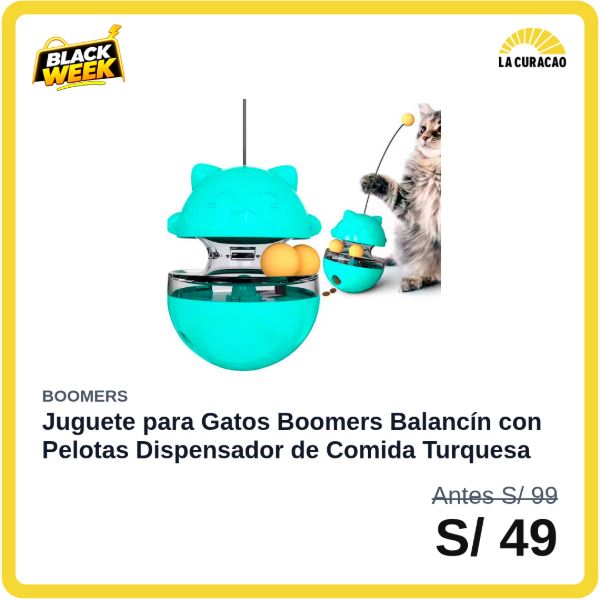 BLACK
WEEK
LA CURACAO
BOOMERS
Juguete para Gatos Boomers Balancín con
Pelotas Dispensador de Comida Turquesa
Antes S/ 99
S/ 49